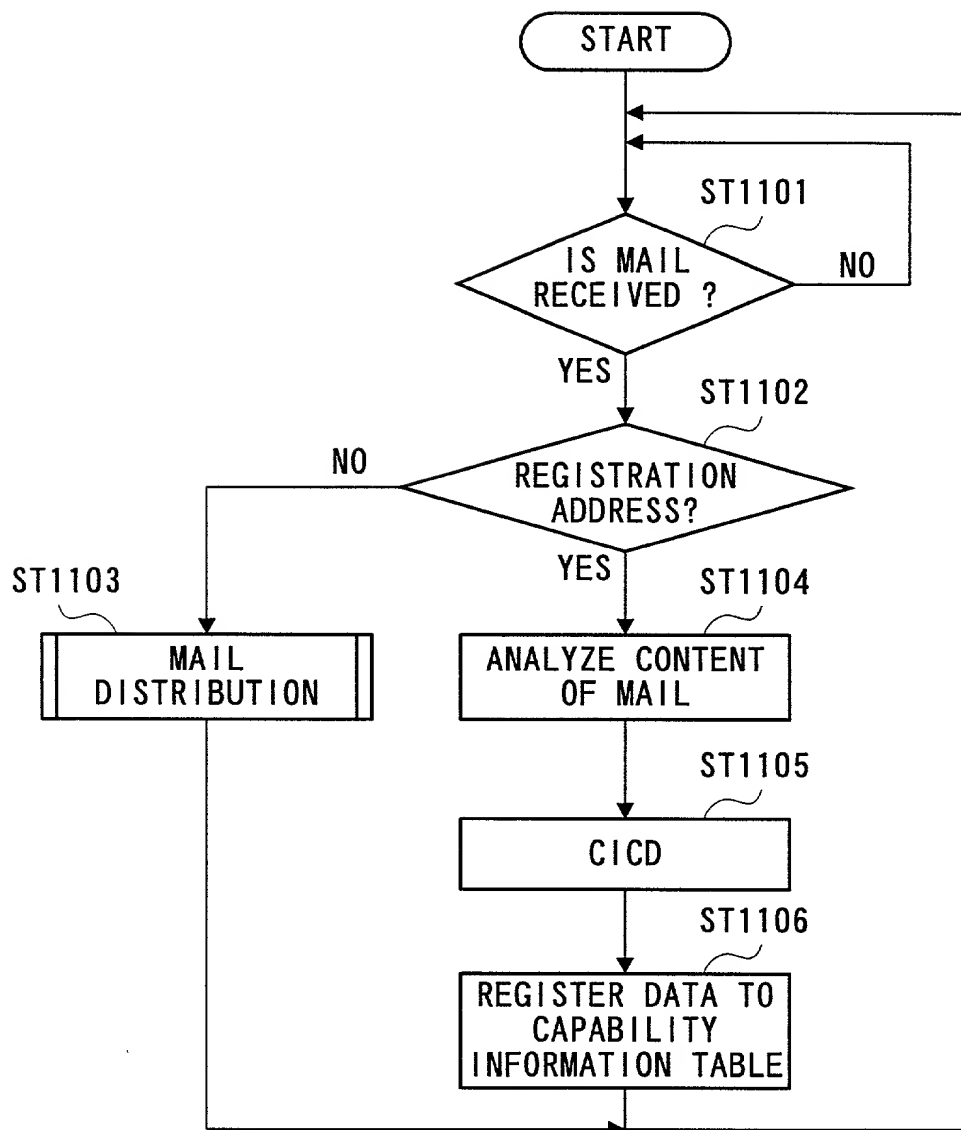 START
ST1101
IS MAIL
RECEIVED ?
NO
YES
ST1102
NO
REGISTRATION
ADDRESS?
YES
ST1103
ST1104
MAIL
DISTRIBUTION
ANALYZE CONTENT
OF MAIL
ST1105
CICD
ST1106
REGISTER DATA TO
CAPABILITY
INFORMATION TABLE